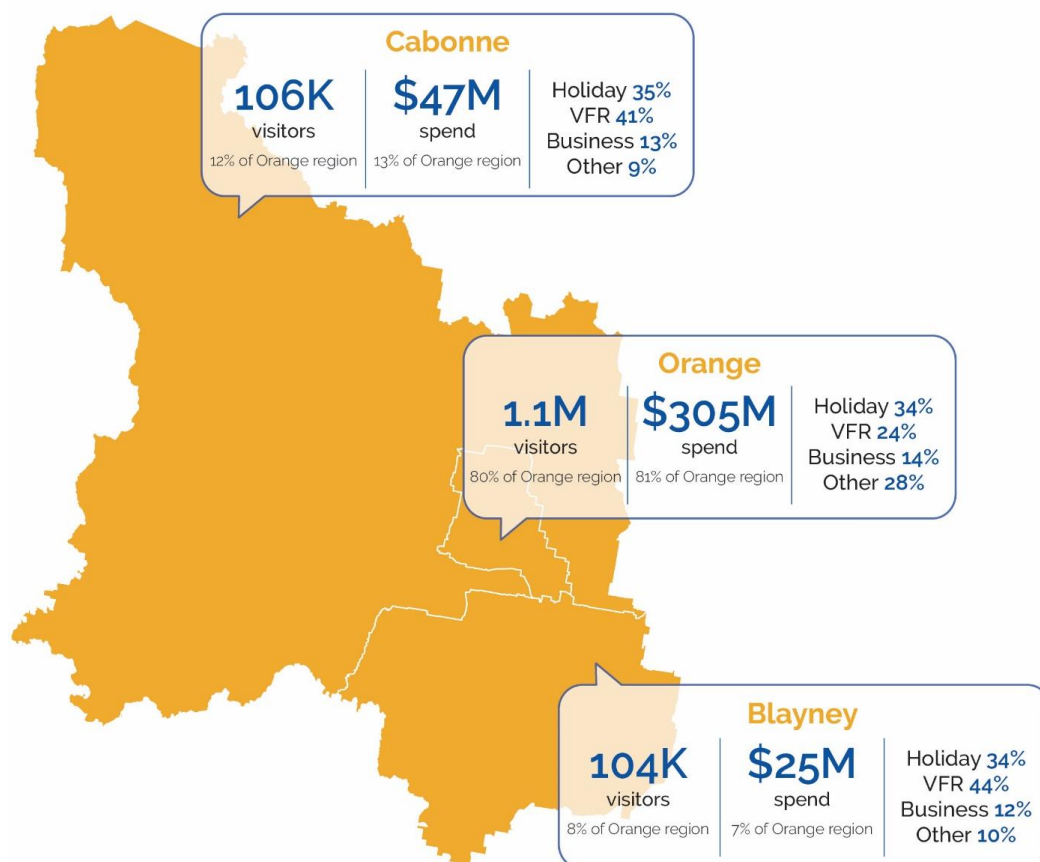 Cabonne
106K
visitors
12% of Orange region
$47M
spend
13% of Orange region
Holiday 35%
VFR 41%
Business 13%
Other 9%
Orange
1.1M
visitors
80% of Orange region
$305M
spend
81% of Orange region
Holiday 34%
VFR 24%
Business 14%
Other 28%
Blayney
104K
visitors
8% of Orange region
$25M
spend
7% of Orange region
Holiday 34%
VFR 44%
Business 12%
Other 10%